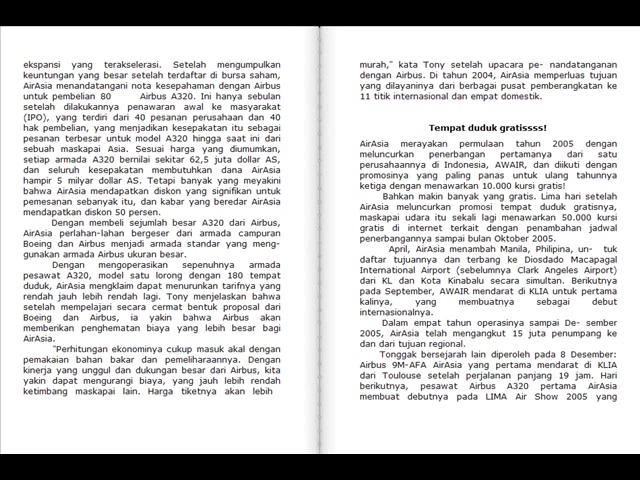 ekspansi yang terakselerasi. Setelah mengumpulkan
keuntungan yang besar setelah terdaftar di bursa saham,
AirAsia menandatangani nota kesepahaman dengan Airbus
untuk pembelian 80 Airbus A320. Ini hanya sebulan
setelah dilakukannya penawaran awal ke masyarakat
(IPO), yang terdiri dari 40 pesanan perusahaan dan 40
hak pembelian, yang menjadikan kesepakatan itu sebagai
pesanan terbesar untuk model A320 hingga saat ini dari
sebuah maskapai Asia. Sesuai harga yang diumumkan,
setiap armada A320 bernilai sekitar 62,5 juta dollar AS,
dan seluruh kesepakatan membutuhkan dana AirAsia
hampir 5 milyar dollar AS. Tetapi banyak yang meyakini
bahwa AirAsia mendapatkan diskon yang signifikan untuk
pemesanan sebanyak itu, dan kabar yang beredar AirAsia
mendapatkan diskon 50 persen.
Dengan membeli sejumlah besar A320 dari Airbus,
AirAsia perlahan-lahan bergeser dari armada campuran
Boeing dan Airbus menjadi armada standar yang meng-
gunakan armada Airbus ukuran besar.
Dengan mengoperasikan sepenuhnya armada
pesawat A320, model satu lorong dengan 180 tempat
duduk, AirAsia mengklaim dapat menurunkan tarifnya yang
rendah jauh lebih rendah lagi. Tony menjelaskan bahwa
setelah mempelajari secara cermat bentuk proposal dari
Boeing dan Airbus, ia yakin bahwa Airbus akan
memberikan penghematan biaya yang lebih besar bagi
AirAsia.
"Perhitungan ekonominya cukup masuk akal dengan
pemakaian bahan bakar dan pemeliharaannya. Dengan
kinerja yang unggul dan dukungan besar dari Airbus, kita
yakin dapat mengurangi biaya, yang jauh lebih rendah
ketimbang maskapai lain. Harga tiketnya akan lebih
murah," kata Tony setelah upacara pe- nandatanganan
dengan Airbus. Di tahun 2004, AirAsia memperluas tujuan
yang dilayaninya dari berbagai pusat pemberangkatan ke
11 titik internasional dan empat domestik.
Tempat duduk gratissss!
AirAsia merayakan permulaan tahun 2005 dengan
meluncurkan penerbangan pertamanya dari satu
perusahaannya di Indonesia, AWAIR, dan diikuti dengan
promosinya yang paling panas untuk ulang tahunnya
ketiga dengan menawarkan 10.000 kursi gratis!
Bahkan makin banyak yang gratis. Lima hari setelah
AirAsia meluncurkan promosi tempat duduk gratisnya,
maskapai udara itu sekali lagi menawarkan 50.000 kursi
gratis di internet terkait dengan penambahan jadwal
penerbangannya sampai bulan Oktober 2005.
April, AirAsia menambah Manila, Philipina, un- tuk
daftar tujuannya dan terbang ke Diosdado Macapagal
International Airport (sebelumnya Clark Angeles Airport)
dari KL dan Kota Kinabalu secara simultan. Berikutnya
pada September, AWAIR mendarat di KLIA untuk pertama
kalinya, yang membuatnya sebagai debut
internasionalnya.
Dalam empat tahun operasinya sampai De- sember
2005, AirAsia telah mengangkut 15 juta penumpang ke
dan dari tujuan regional.
Tonggak bersejarah lain diperoleh pada 8 Desember:
Airbus 9M-AFA AirAsia yang pertama mendarat di KLIA
dari Toulouse setelah perjalanan panjang 19 jam. Hari
berikutnya, pesawat Airbus A320 pertama AirAsia
membuat debutnya pada LIMA Air Show 2005 yang